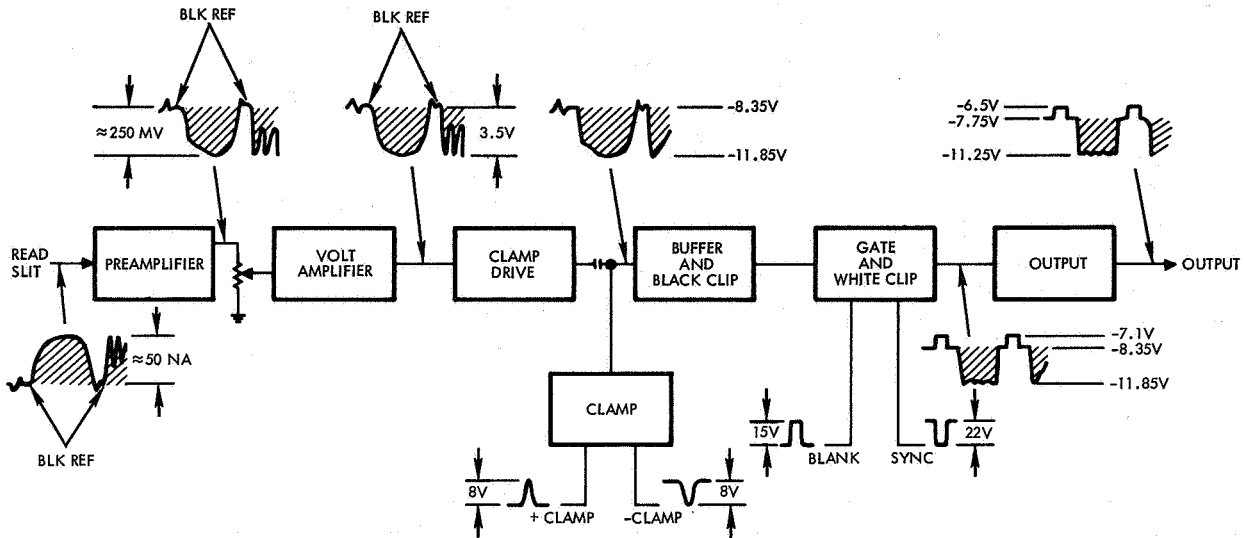 BLK REF
BLK REF
≈250 MV
3.5V
-8.35V
-11.85V
-6.5V
-7.75V
-11.25V
READ
SLIT
PREAMPLIFIER
VOLT
AMPLIFIER
CLAMP
DRIVE
BUFFER
AND
BLACK CLIP
GATE
AND
WHITE CLIP
OUTPUT
OUTPUT
≈50 NA
BLK REF
CLAMP
8V
+ CLAMP
-CLAMP
8V
15V
BLANK
SYNC
22V
-7.1V
-8.35V
-11.85V